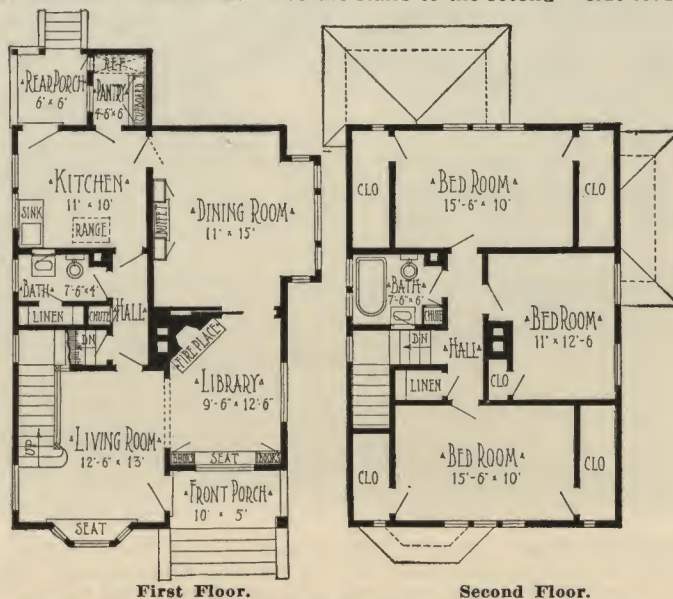 REF.
REAR PORCH
6' x 6'
PANTRY
4-6"x 6'
CUPBOARD
KITCHEN
11' x 10'
SINK
RANGE
BUFFET
DINING ROOM
11' x 15'
BATH 7'-6"x 4'
LINEN
CHUTE
HALL
DN
FIRE PLACE
LIBRARY
9'-6" x 12'-6"
UP
LIVING ROOM
12'-6" x 13'
SEAT
FRONT PORCH
10' x 5'
SEAT
First Floor.
CLO
BED ROOM
15'-6" x 10'
CLO
BATH
7'-6"x 6'
CHUTE
BED ROOM
11' x 12'-6
DN
HALL
LINEN
CLO
CLO
BED ROOM
15'-6" x 10'
CLO
Second Floor.